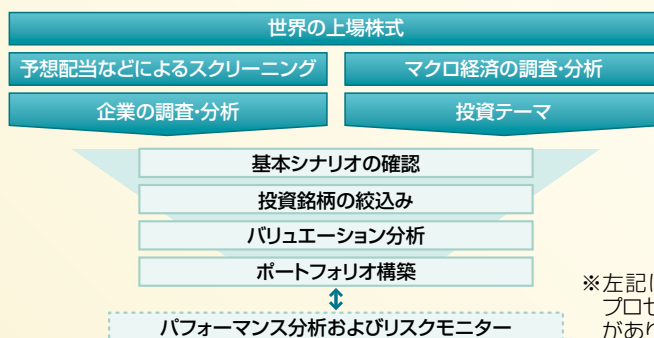 世界の上場株式
予想配当などによるスクリーニング
マクロ経済の調査・分析
企業の調査・分析
投資テーマ
基本シナリオの確認
投資銘柄の絞込み
バリュエーション分析
ポートフォリオ構築
パフォーマンス分析およびリスクモニター
※左記
プロセ
があり